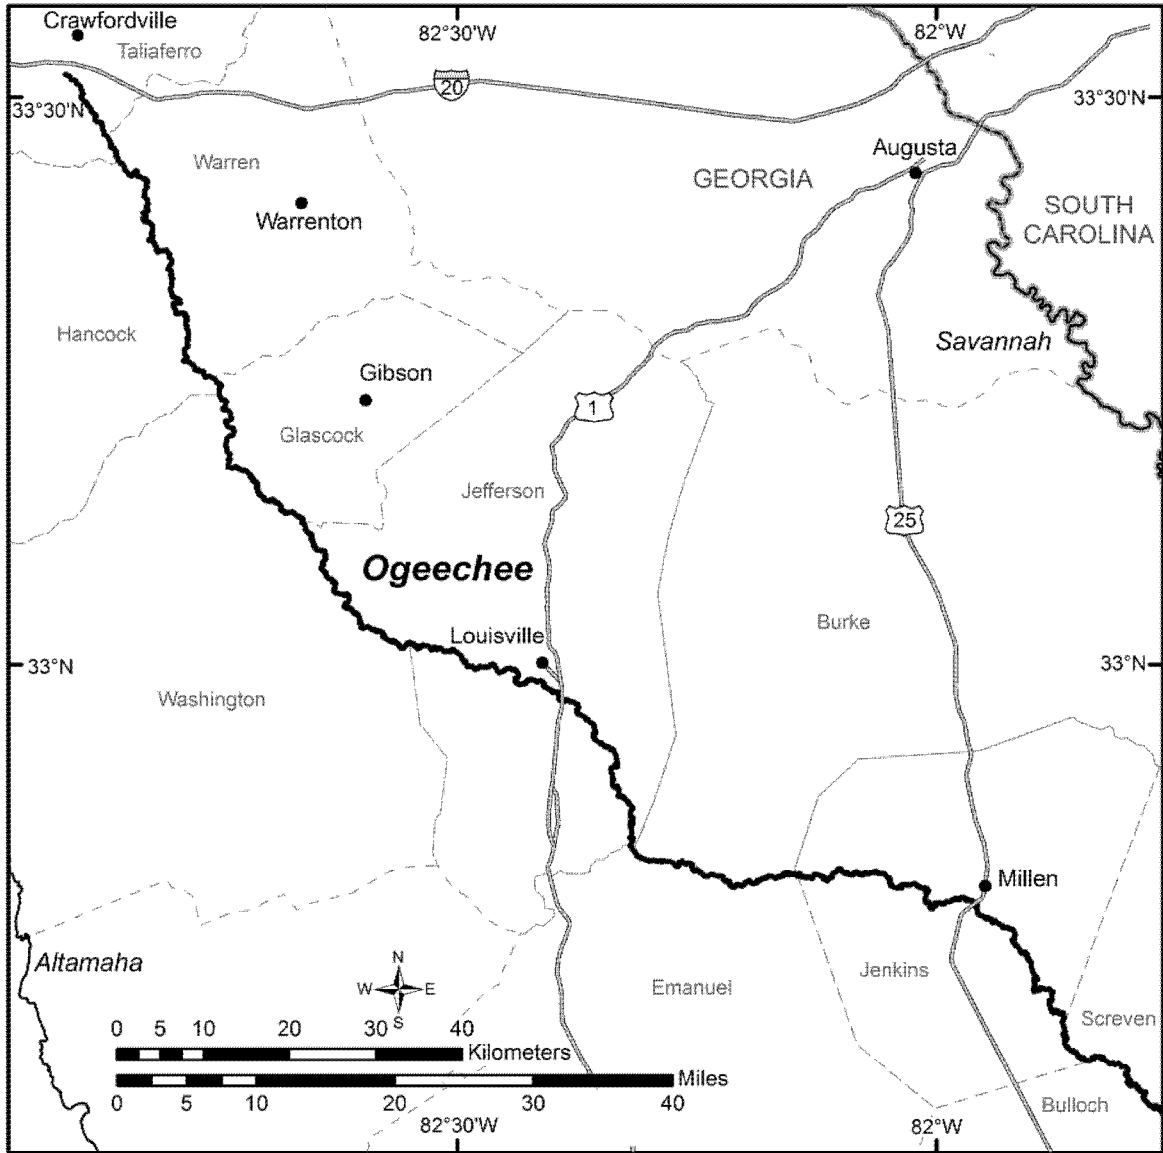 Crawfordville
82°30'W
82°W
Taliaferro
20
33°30'N
33°30'N
Augusta
Warren
GEORGIA
Warrenton
SOUTH
CAROLINA
Hancock
Savannah
Gibson
1
Glascock
Jefferson
25
Ogeechee
Burke
Louisville
33°N
33°N
Washington
Millen
Altamaha
N
W E
S
Jenkins
Emanuel
Screven
0 5 10 20 30 40
Kilometers
Miles
0 5 10 20 30 40
Bulloch
82°30'W
82°W